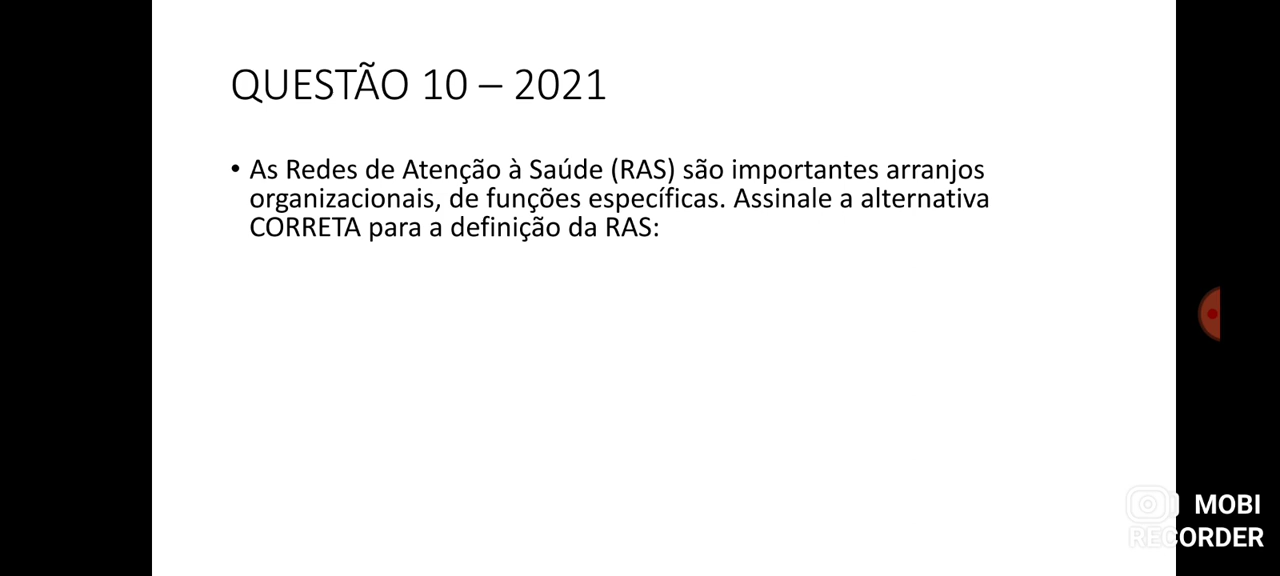 QUESTÃO 10 – 2021
• As Redes de Atenção à Saúde (RAS) são importantes arranjos
organizacionais, de funções específicas. Assinale a alternativa
CORRETA para a definição da RAS:
MOBI
RECORDER